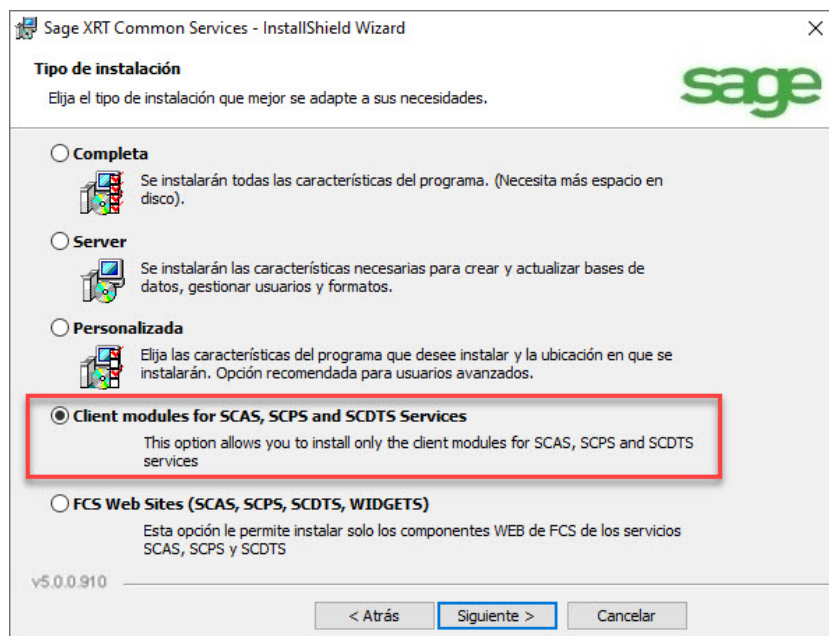 Sage XRT Common Services - InstallShield Wizard
Tipo de instalación
Elija el tipo de instalación que mejor se adapte a sus necesidades.
sage
Completa
Se instalarán todas las características del programa. (Necesita más espacio en
disco).
Server
Se instalarán las características necesarias para crear y actualizar bases de
datos, gestionar usuarios y formatos.
Personalizada
Elija las características del programa que desee instalar y la ubicación en que se
instalarán. Opción recomendada para usuarios avanzados.
Client modules for SCAS, SCPS and SCDTS Services
This option allows you to install only the client modules for SCAS, SCPS and SCDTS
services
FCS Web Sites (SCAS, SCPS, SCDTS, WIDGETS)
Esta opción le permite instalar solo los componentes WEB de FCS de los servicios
SCAS, SCPS y SCDTS
v5.0.0.910
< Atrás
Siguiente >
Cancelar